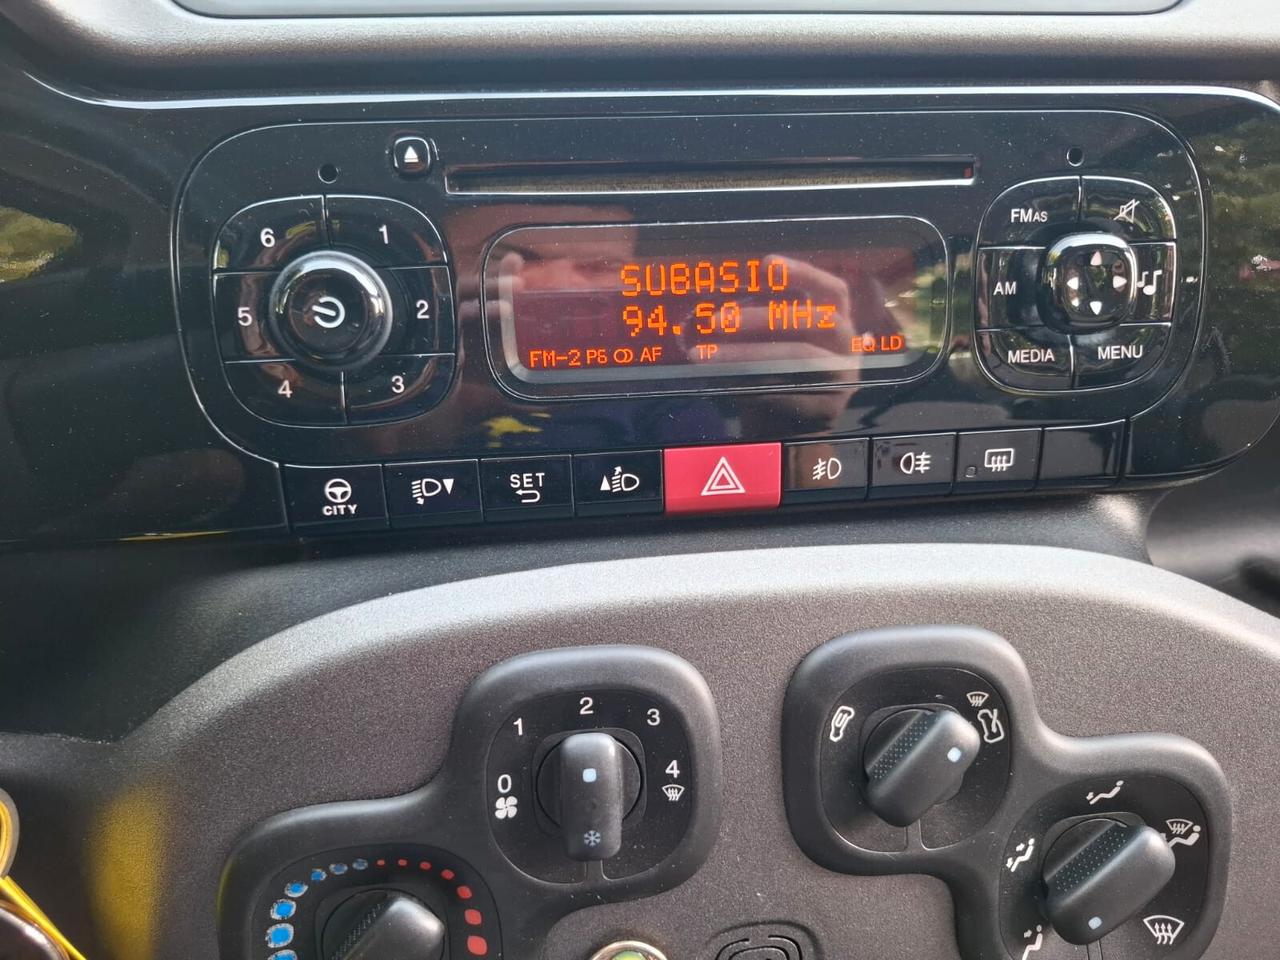 6 1
5 2
4 3
SUBASIO
94.50 MHz
FM-2 P6 AF TP EQ LD
FMAS
AM
MEDIA MENU
CITY
SET
0 1 2 3 4